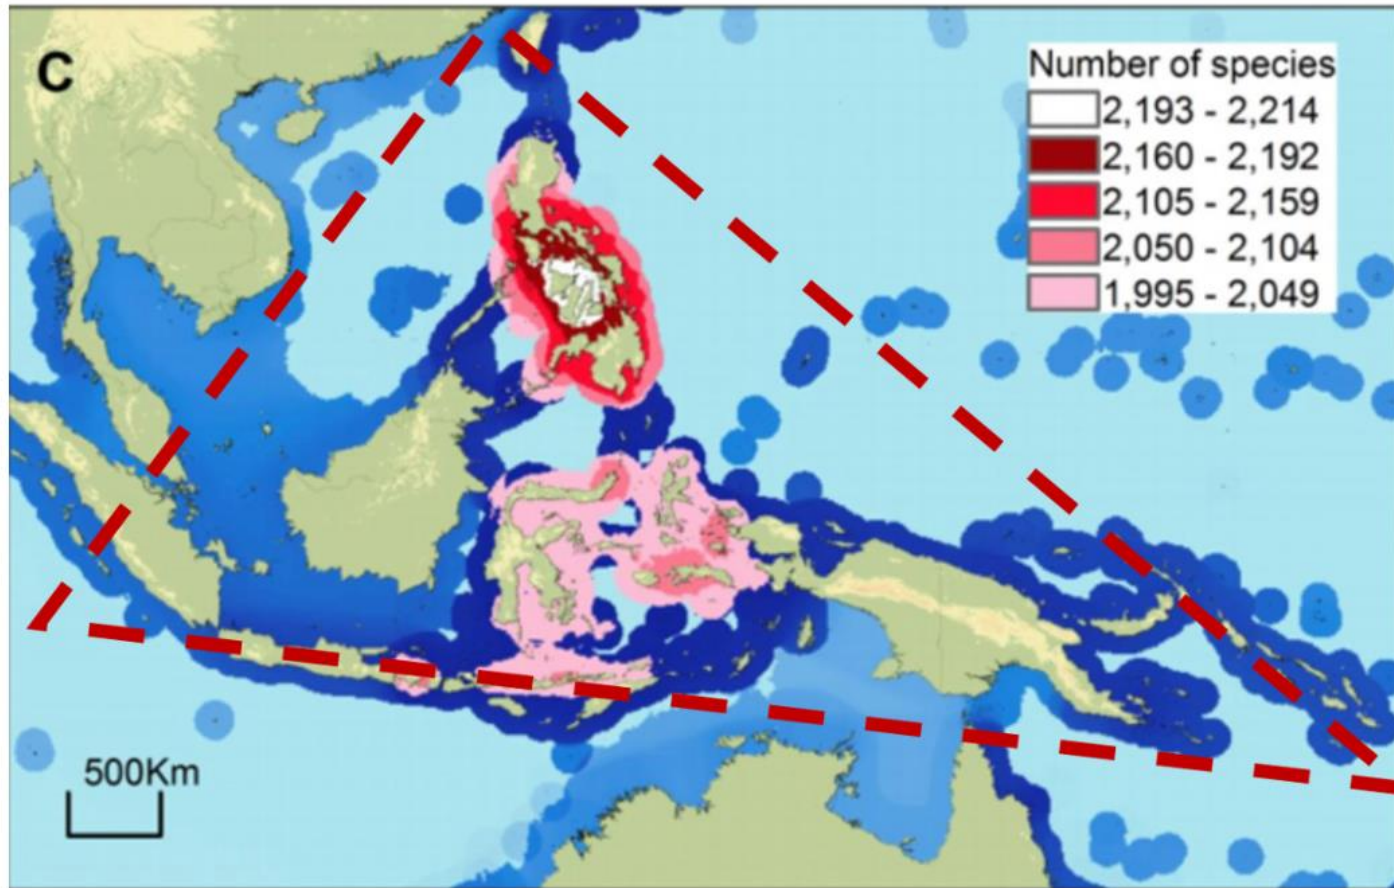 C
Number of species
2,193 - 2,214
2,160 - 2,192
2,105 - 2,159
2,050 - 2,104
1,995 - 2,049
500Km